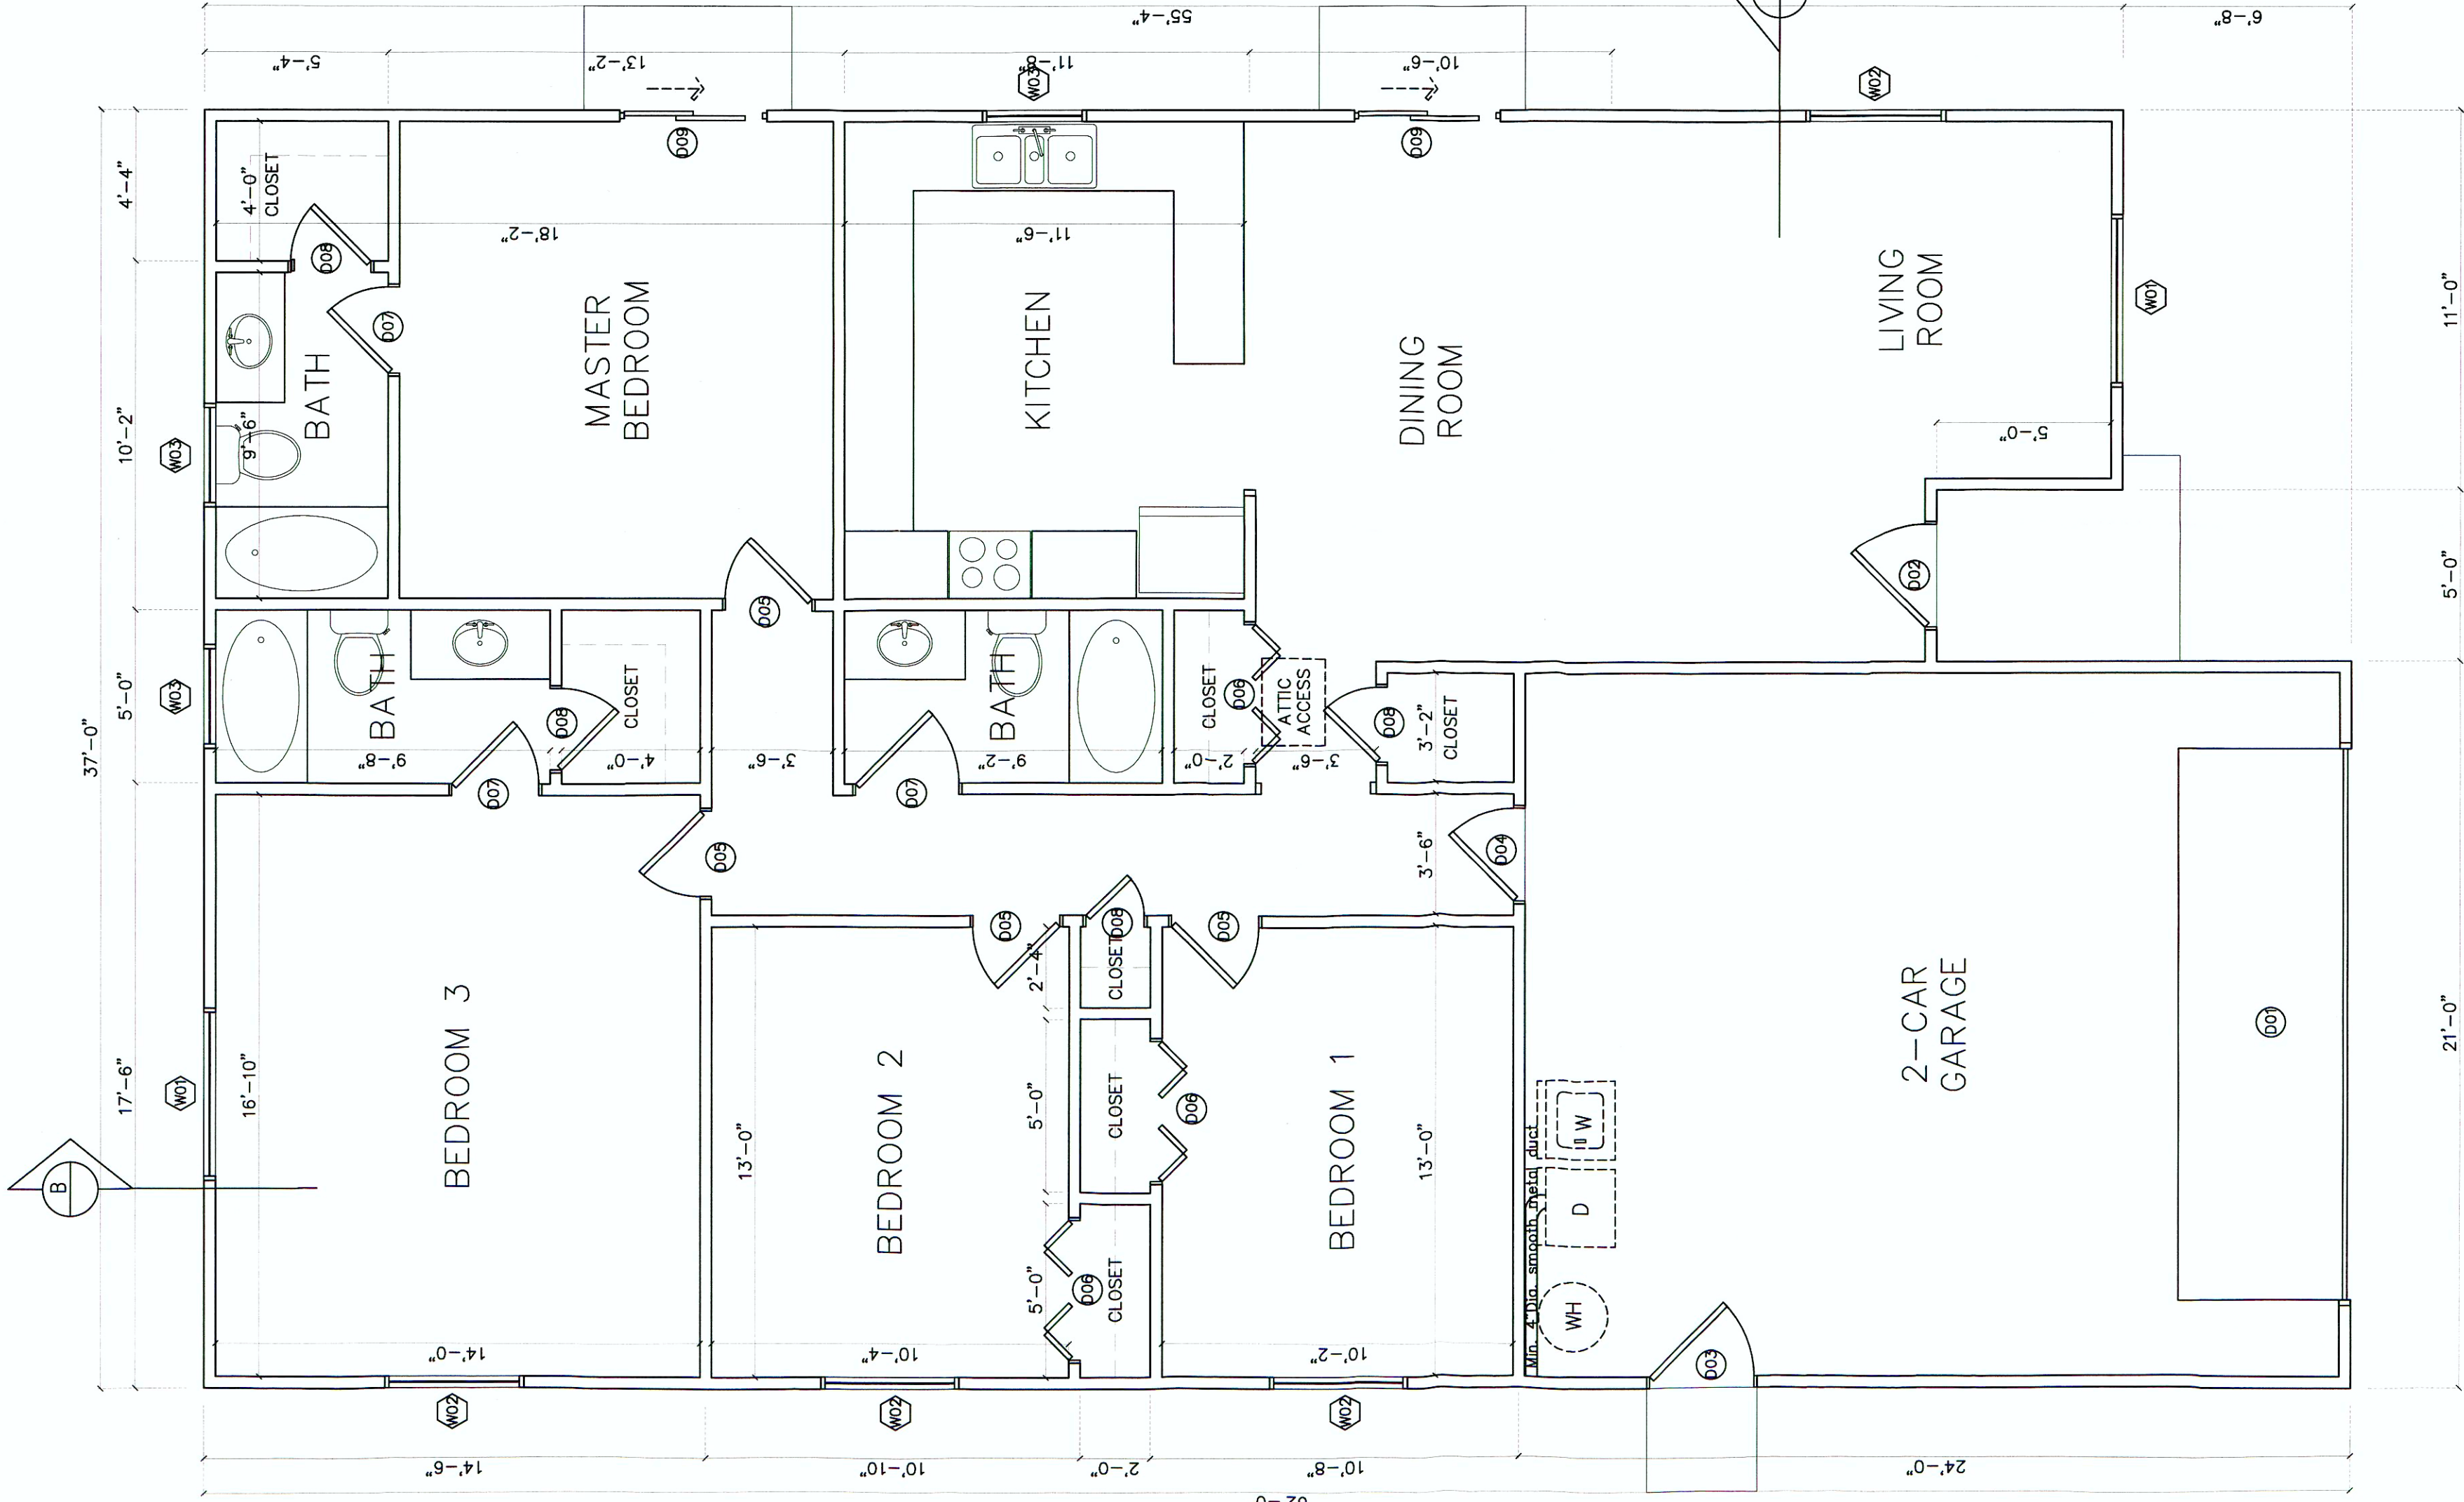 55'-4"
6'-8"
5'-4"
13'-2"
11'-8"
10'-6"
W03
W02
D09
D09
4'-4"
4'-0"
CLOSET
D08
18'-2"
11'-6"
D07
MASTER
BEDROOM
KITCHEN
DINING
ROOM
LIVING
ROOM
W01
11'-0"
10'-2"
W03
9'-6"
BATH
5'-0"
D02
5'-0"
D05
37'-0"
5'-0"
W03
BATH
D08
CLOSET
9'-8"
4'-0"
3'-6"
BATH
9'-2"
CLOSET
2'-0"
D06
ATTIC
ACCESS
3'-6"
D08
3'-2"
CLOSET
D07
D07
D05
3'-6"
D04
D05
D08
D05
2'-4"
CLOSET
17'-6"
W01
16'-10"
BEDROOM 3
13'-0"
BEDROOM 2
5'-0"
CLOSET
D06
BEDROOM 1
13'-0"
2-CAR
GARAGE
D01
21'-0"
W
D
WH
Min. 4"Dia. smooth metal duct
B
5'-0"
D06
CLOSET
D03
14'-0"
10'-4"
10'-2"
W02
W02
W02
14'-6"
10'-10"
2'-0"
10'-8"
24'-0"